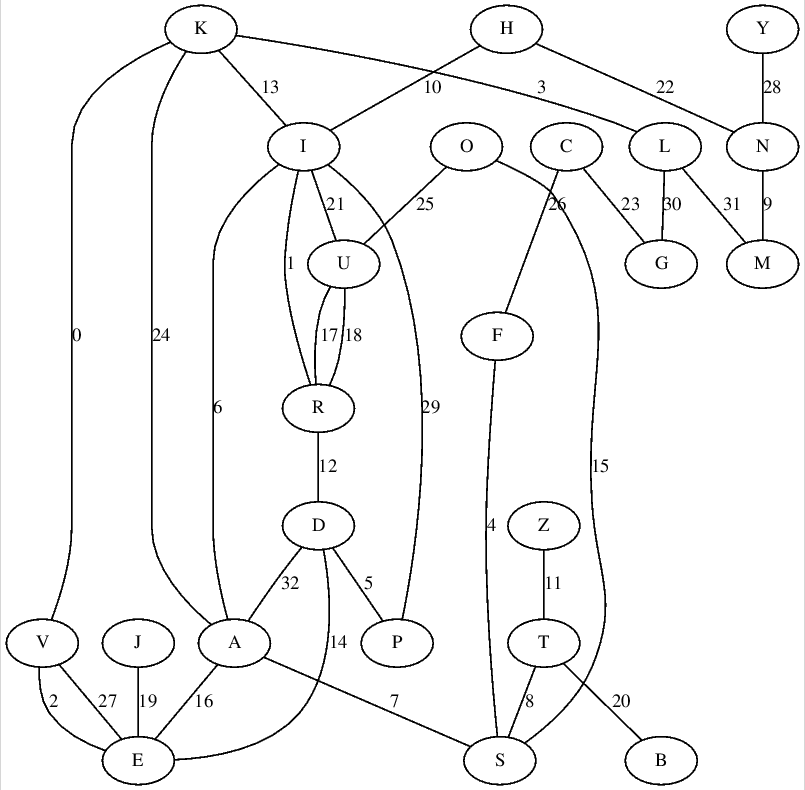 K H Y
13 10 3 22 28
I O C L N
21 25 26 23 30 31 9
1 U G M
0 24 17 18 F
6 R 29
12 15
D 4 Z
32 5 11
V J A P T
14
2 27 19 16 7 8 20
E S B